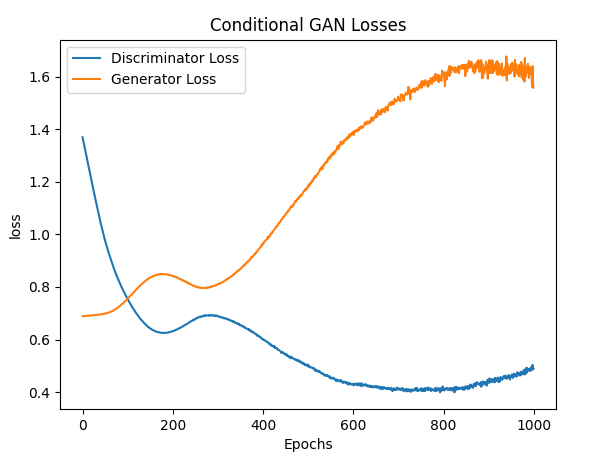 Conditional GAN Losses
Discriminator Loss
Generator Loss
loss
1.6
1.4
1.2
1.0
0.8
0.6
0.4
0 200 400 600 800 1000
Epochs